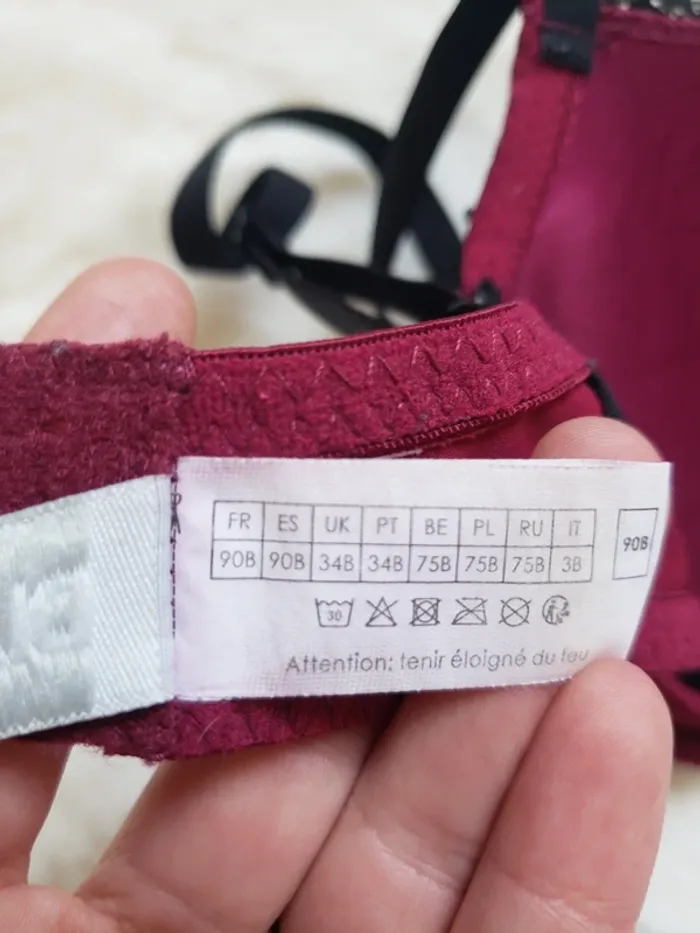 FR ES UK PT BE PL RU IT
90B 90B 34B 34B 75B 75B 75B 3B
90B
30
Attention: tenir éloigné du feu